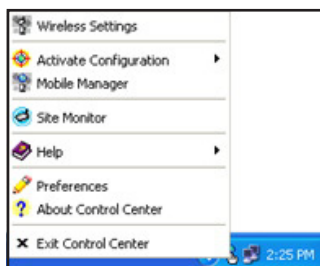 Wireless Settings
Activate Configuration
Mobile Manager
Site Monitor
Help
Preferences
About Control Center
Exit Control Center
2:25 PM